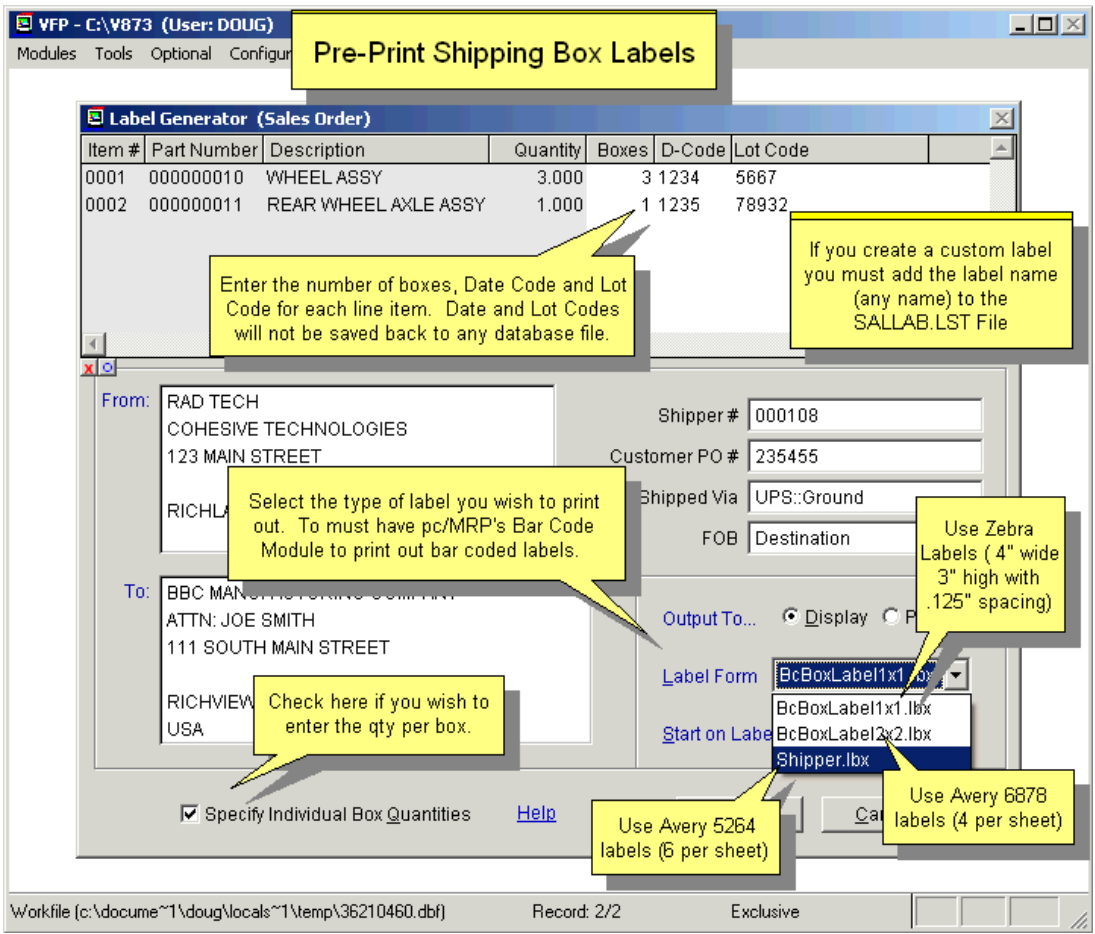 VFP - C:\V873 (User: DOUG)
Modules Tools Optional
Pre-Print Shipping Box Labels
Label Generator (Sales Order)
Item # Part Number Description Quantity Boxes D-Code Lot Code
0001 000000010 WHEEL ASSY 3.000 3 1234 5667
0002 000000011 REAR WHEEL AXLE ASSY 1.000 1 1235 78932
If you create a custom label
you must add the label name
(any name) to the
SALLAB.LST File
Enter the number of boxes, Date Code and Lot
Code for each line item. Date and Lot Codes
will not be saved back to any database file.
From:
RAD TECH
COHESIVE TECHNOLOGIES
123 MAIN STREET
Shipper # 000108
Customer PO # 235455
Shipped Via UPS::Ground
FOB Destination
Select the type of label you wish to print
out. To must have pc/MRP's Bar Code
Module to print out bar coded labels.
Use Zebra
Labels ( 4" wide
3" high with
.125" spacing)
To:
BBC
ATTN: JOE SMITH
111 SOUTH MAIN STREET
RICHVIEW
USA
Check here if you wish to
enter the qty per box.
Output To... Display
Label Form BcBoxLabel1x1.lbx
BcBoxLabel1x1.lbx
Start on BcBoxLabel2x2.lbx
Shipper.lbx
Specify Individual Box Quantities Help
Use Avery 5264
labels (6 per sheet)
Use Avery 6878
labels (4 per sheet)
Workfile (c:\docume~1\doug\locals~1\temp\36210460.dbf) Record: 2/2 Exclusive